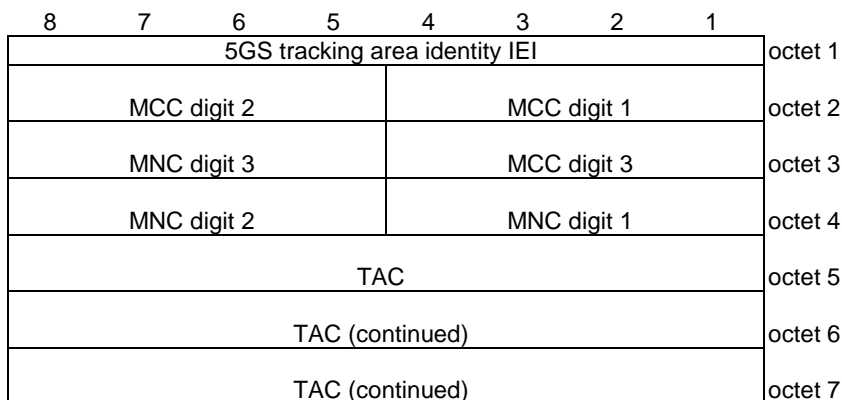 8 7 6 5 4 3 2 1
5GS tracking area identity IEI octet 1
MCC digit 2 MCC digit 1 octet 2
MNC digit 3 MCC digit 3 octet 3
MNC digit 2 MNC digit 1 octet 4
TAC octet 5
TAC (continued) octet 6
TAC (continued) octet 7